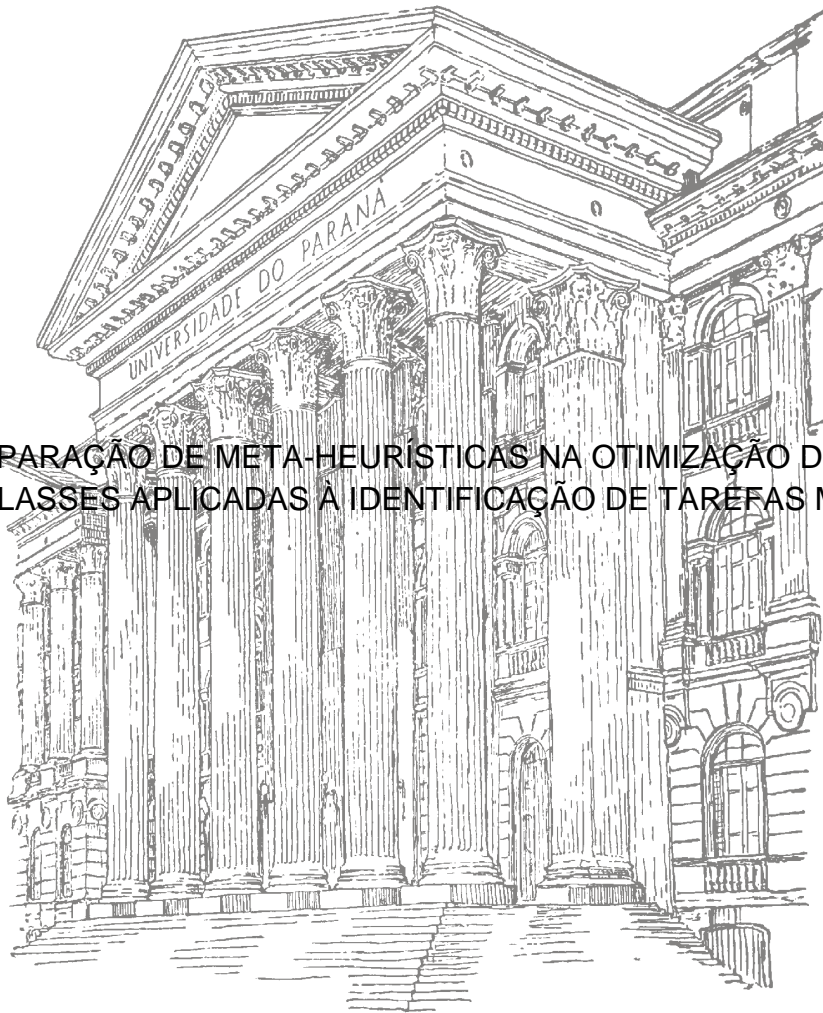 UNIVERSIDADE DO PARANÁ
PARAÇÃO DE META-HEURÍSTICAS NA OTIMIZAÇÃO D
LASSES APLICADAS À IDENTIFICAÇÃO DE TAREFAS M